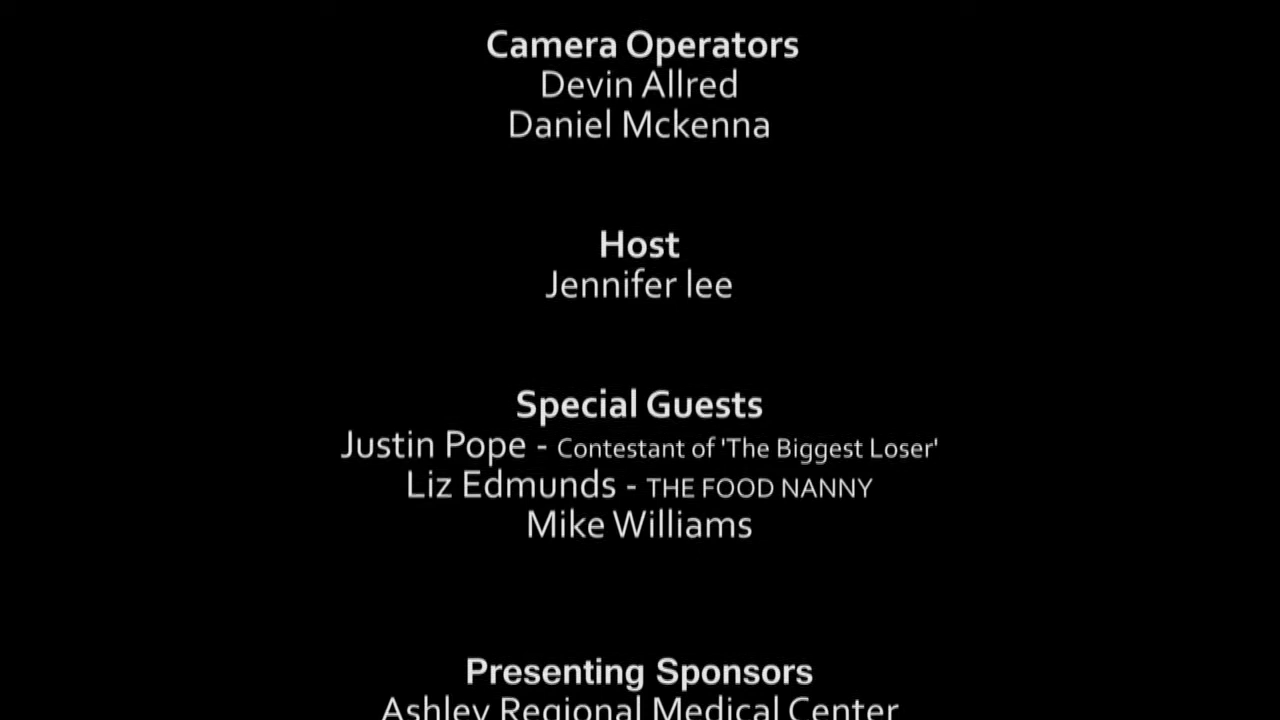 Camera Operators
Devin Allred
Daniel Mckenna
Host
Jennifer lee
Special Guests
Justin Pope - Contestant of 'The Biggest Loser'
Liz Edmunds - THE FOOD NANNY
Mike Williams
Presenting Sponsors
Ashley Regional Medical Center